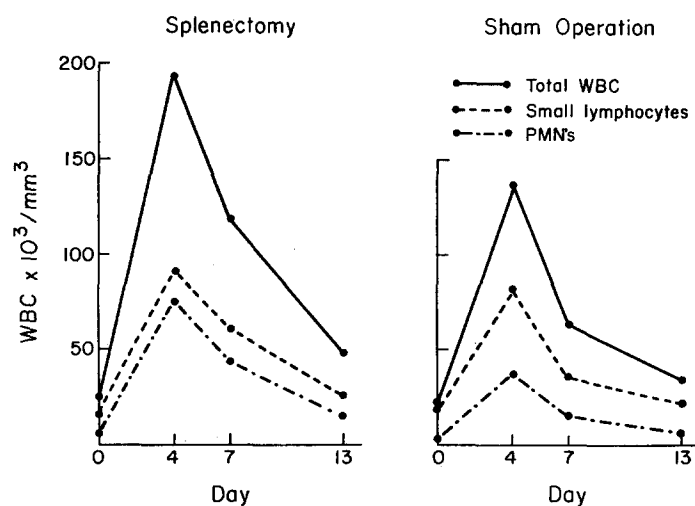 Splenectomy
Sham Operation
Total WBC
Small lymphocytes
PMN's
WBC x 10³/mm³
200
150
100
50
0 4 7 13
Day
0 4 7 13
Day